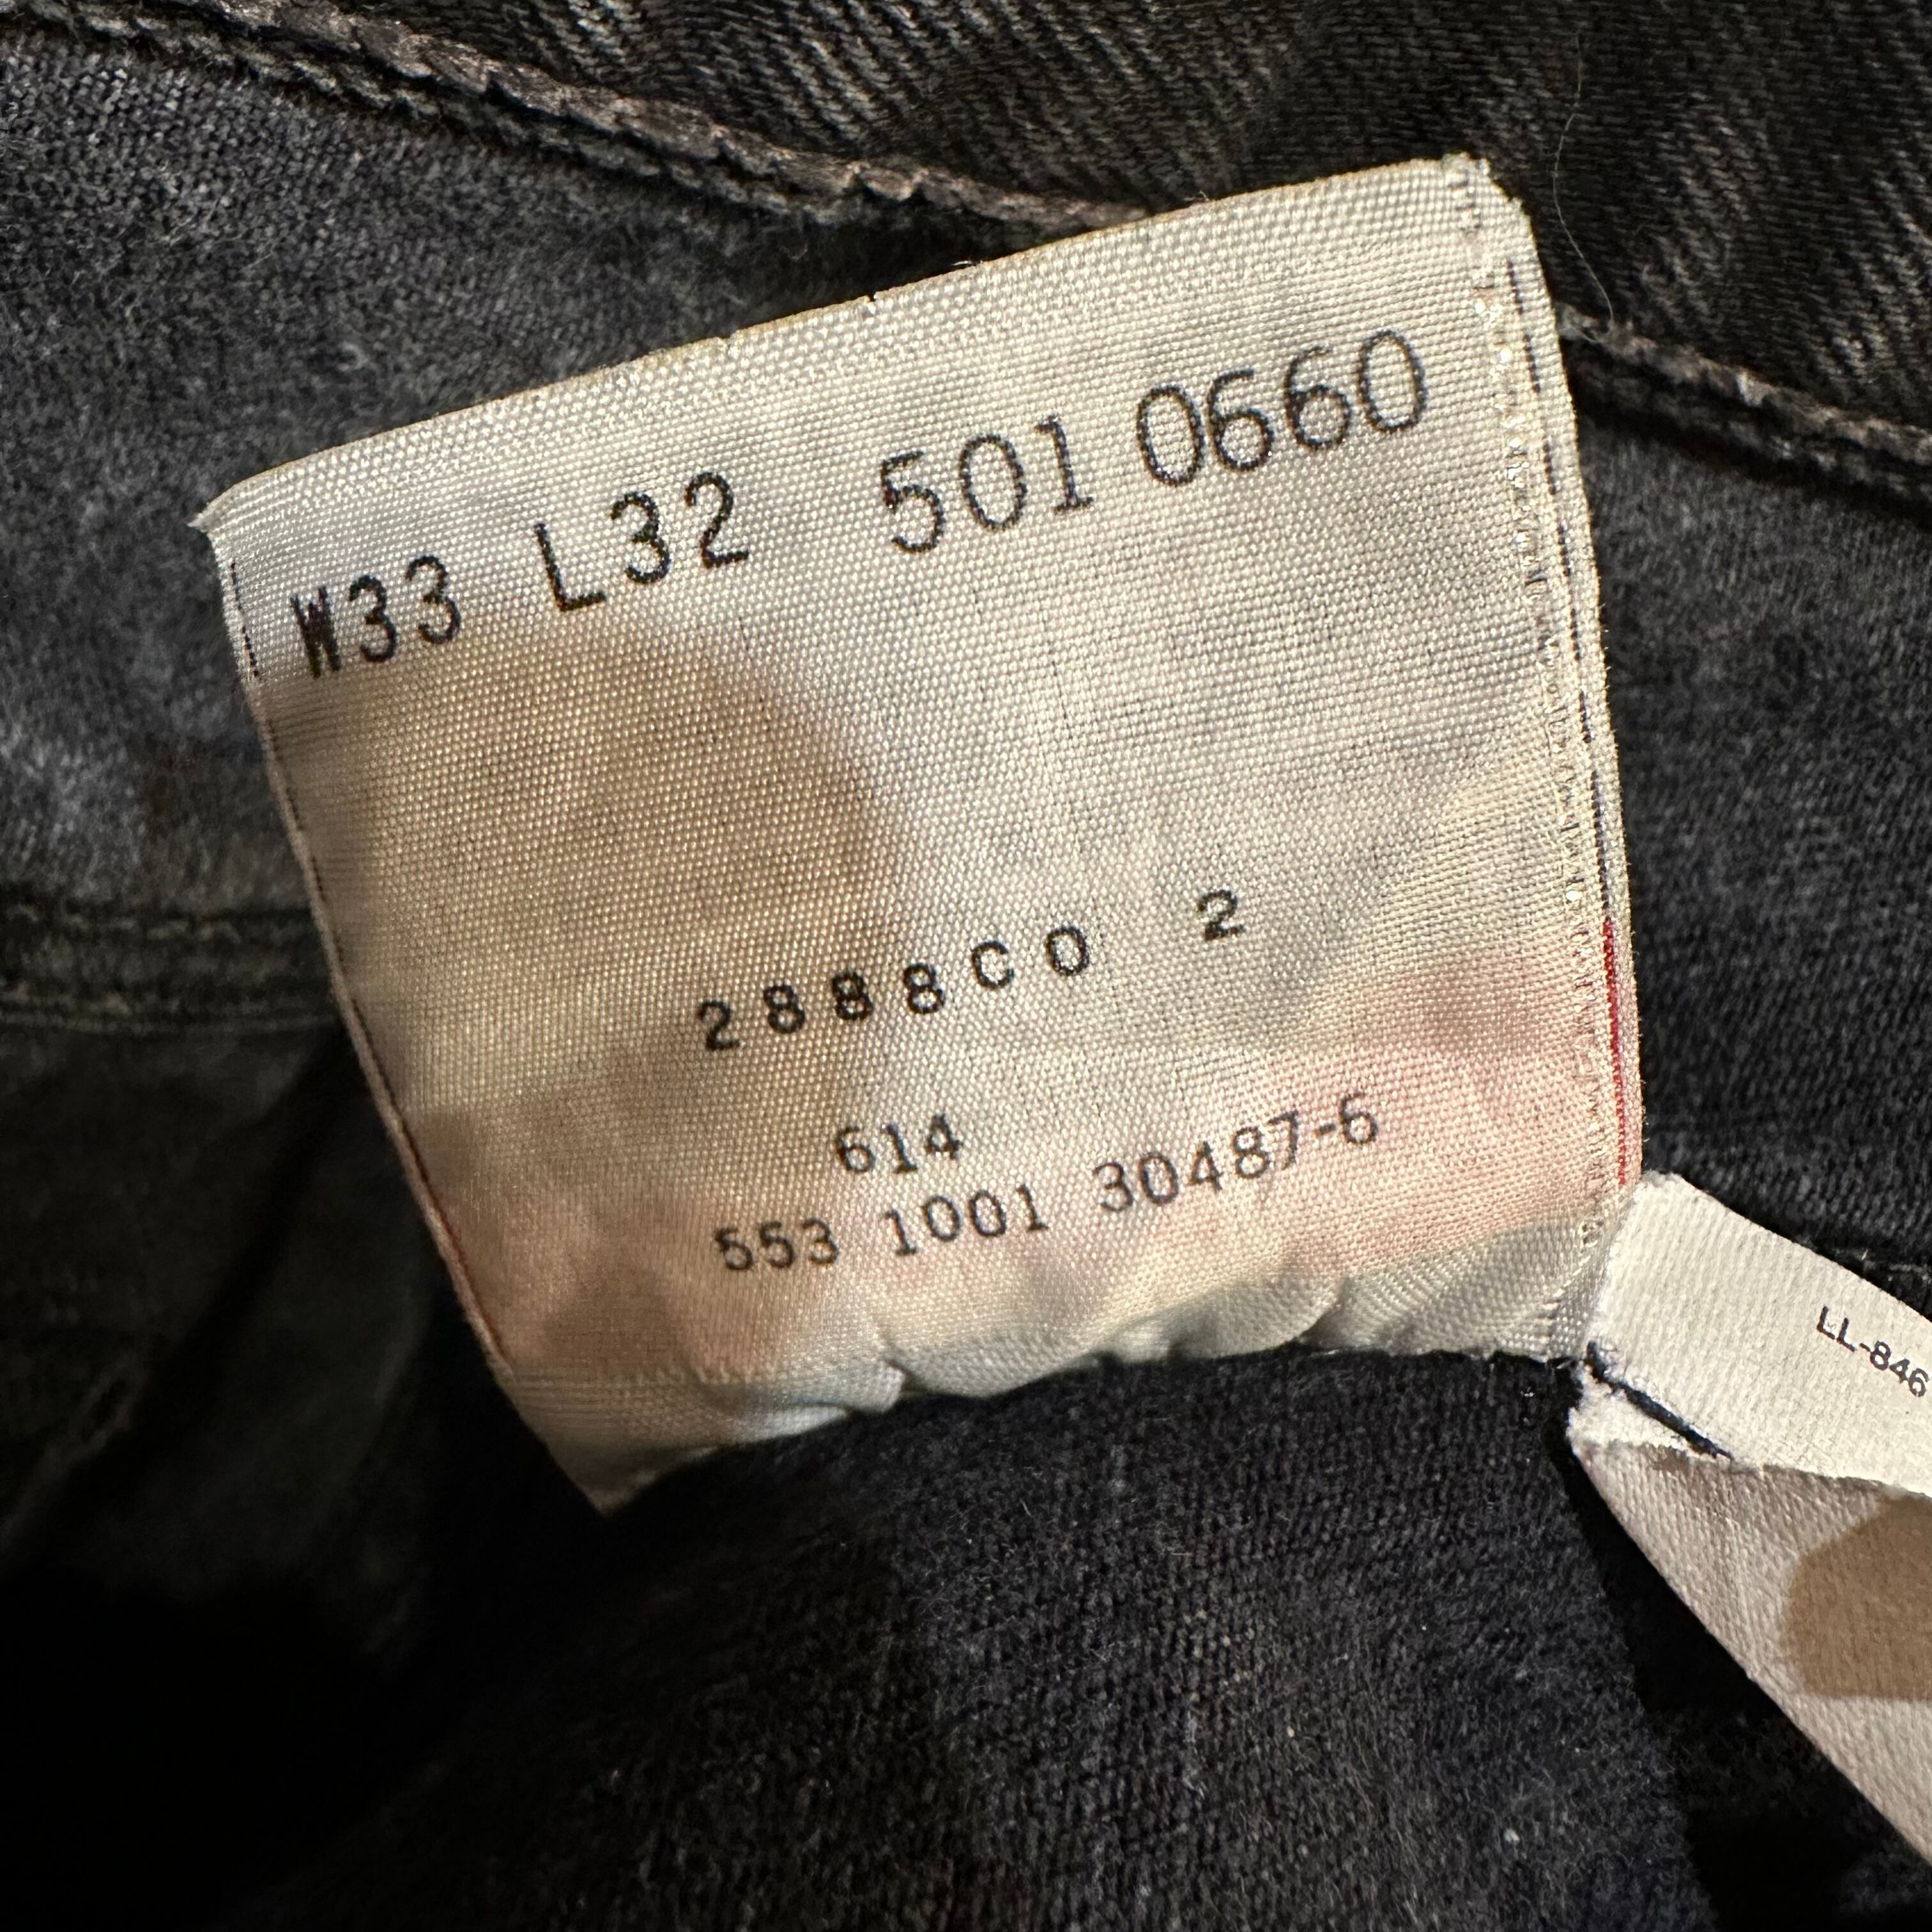 W33 L32 501 0660
2888CO 2
614
553 1001 30487-6
LL-846